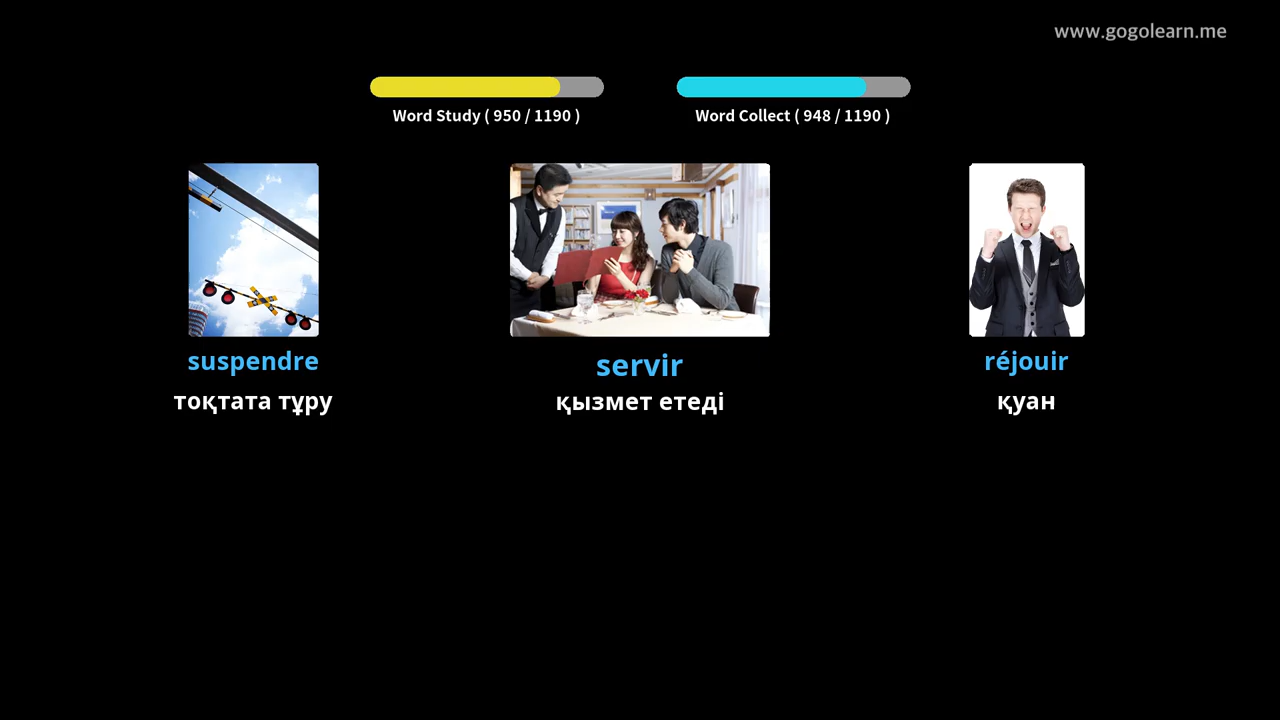 www.gogolearn.me
Word Study ( 950 / 1190 )
Word Collect ( 948 / 1190 )
suspendre
тоқтата тұру
servir
қызмет етеді
réjouir
қуан